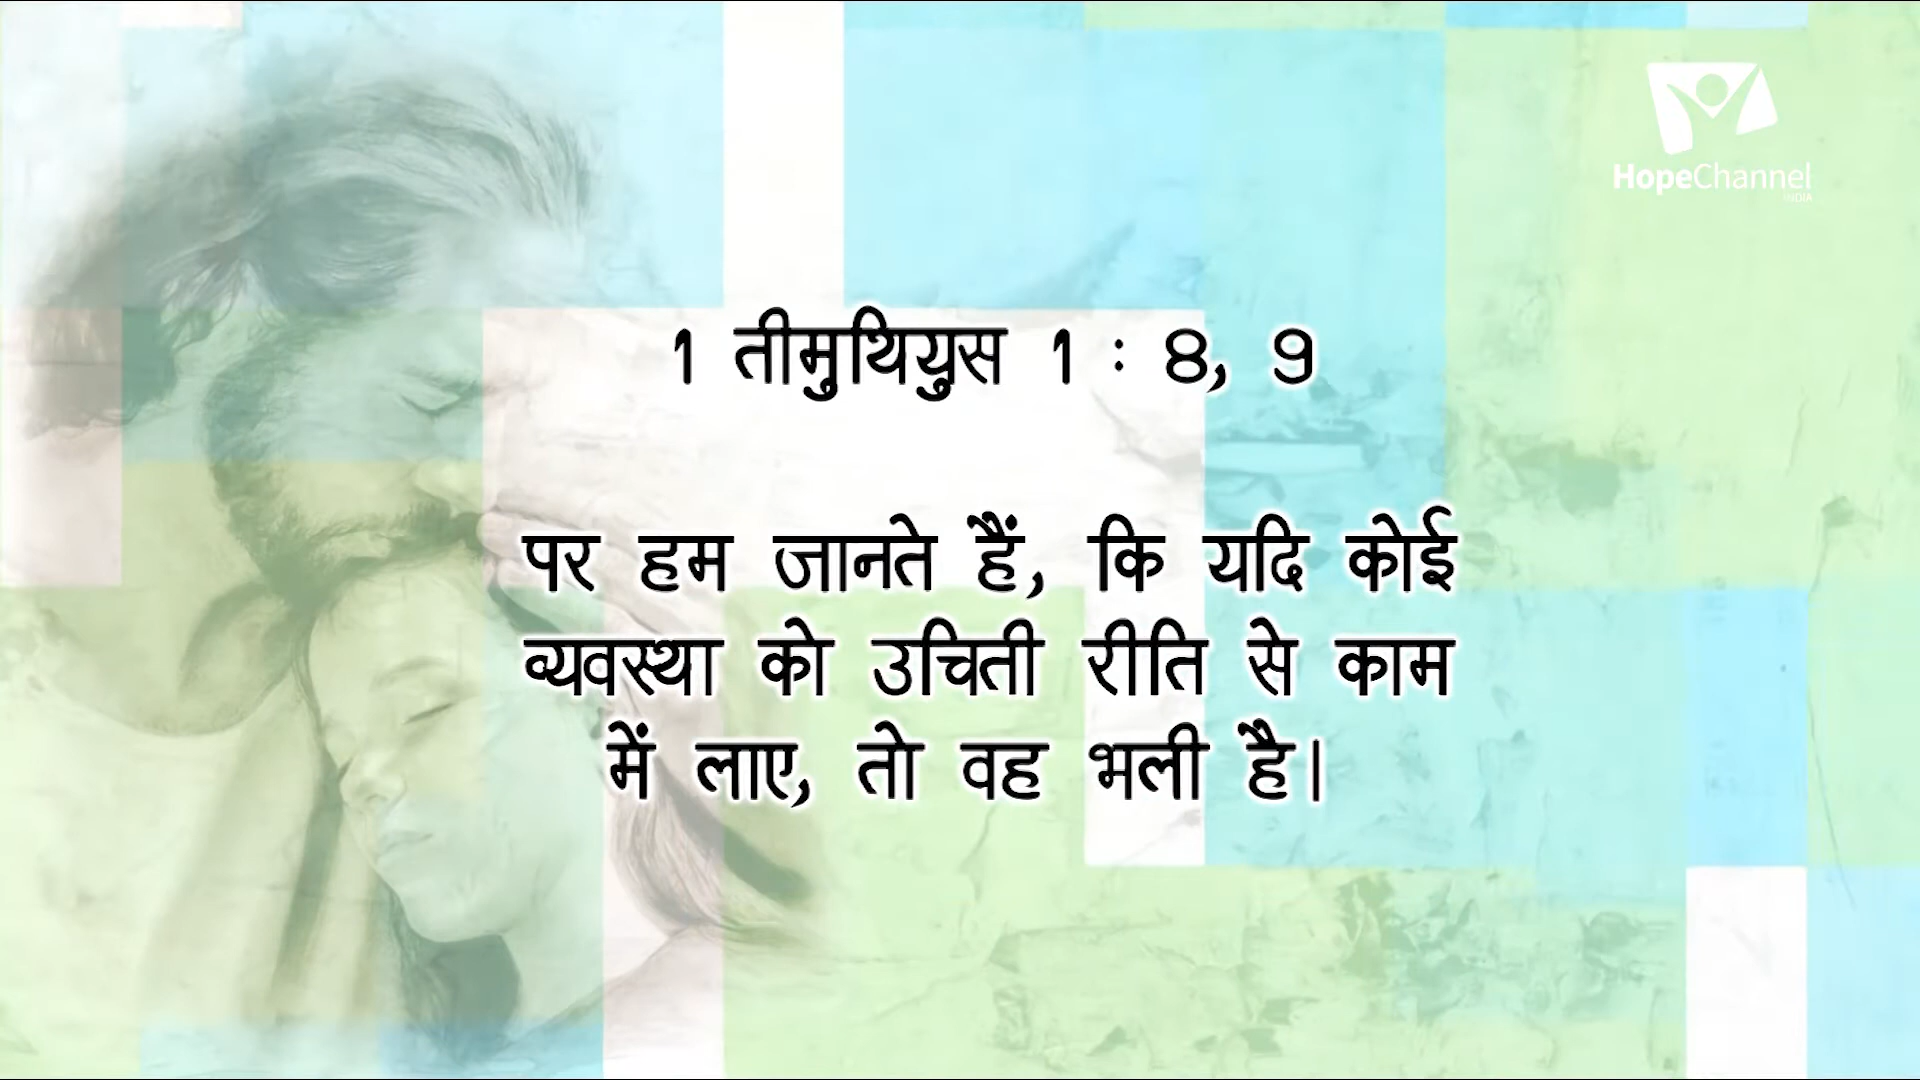 HopeChannel
INDIA
1 तीमुथियुस 1 : 8, 9
पर हम जानते हैं, कि यदि कोई
व्यवस्था को उचिती रीति से काम
में लाए, तो वह भली है।